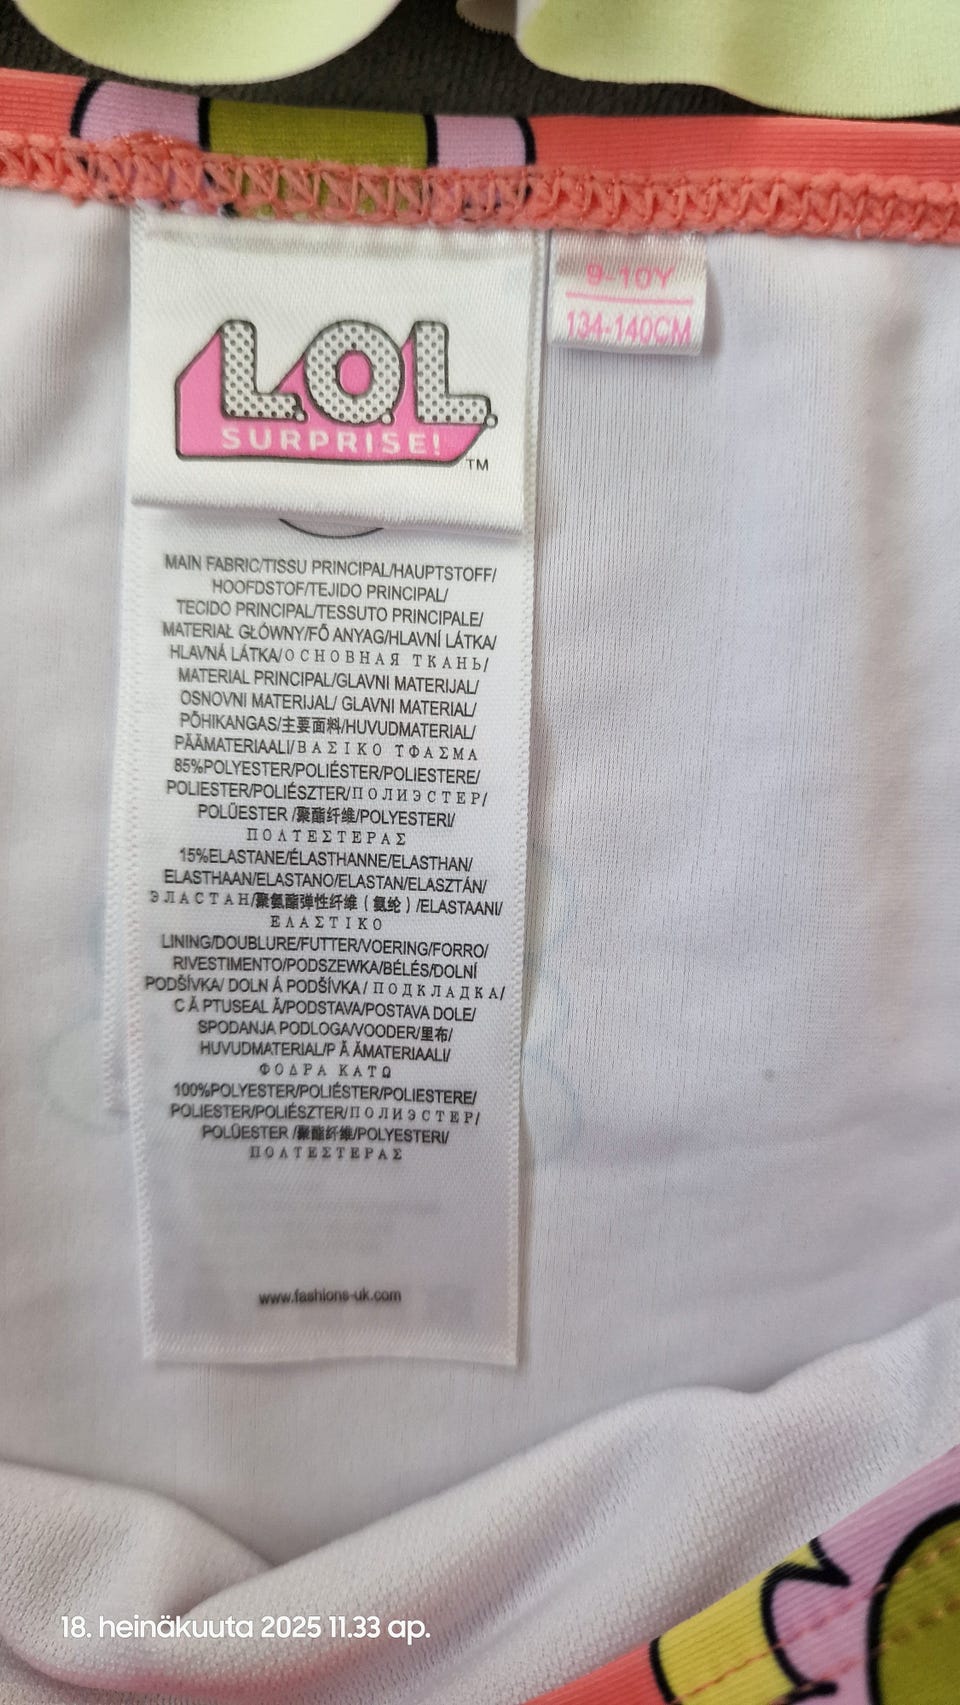 9-10Y
134-140CM
L.O.L.
SURPRISE!
TM
MAIN FABRIC/TISSU PRINCIPAL/HAUPTSTOFF/
HOOFDSTOF/TEJIDO PRINCIPAL/
TECIDO PRINCIPAL/TESSUTO PRINCIPALE/
MATERIAŁ GŁÓWNY/FŐ ANYAG/HLAVNÍ LÁTKA/
HLAVNÁ LÁTKA/ОСНОВНАЯ ТКАНЬ/
MATERIAL PRINCIPAL/GLAVNI MATERIJAL/
OSNOVNI MATERIJAL/ GLAVNI MATERIAL/
PÕHIKANGAS/主要面料/HUVUDMATERIAL/
PÄÄMATERIAALI/ΒΑΣΙΚΟ ΤΦΑΣΜΑ
85%POLYESTER/POLIÉSTER/POLIESTERE/
POLIESTER/POLIÉSZTER/ПОЛИЭСТЕР/
POLÜESTER /聚酯纤维/POLYESTERI/
ΠΟΛΤΕΣΤΕΡΑΣ
15%ELASTANE/ÉLASTHANNE/ELASTHAN/
ELASTHAAN/ELASTANO/ELASTAN/ELASZTÁN/
ЭЛАСТАН/聚氨酯弹性纤维 ( 氨纶 ) /ELASTAANI/
ΕΛΑΣΤΙΚΟ
LINING/DOUBLURE/FUTTER/VOERING/FORRO/
RIVESTIMENTO/PODSZEWKA/BÉLÉS/DOLNÍ
PODŠÍVKA/ DOLN Á PODŠÍVKA / ПОДКЛАДКА/
C Ă PTUSEAL Ă/PODSTAVA/POSTAVA DOLE/
SPODANJA PODLOGA/VOODER/里布/
HUVUDMATERIAL/P Ä ÄMATERIAALI/
ΦΟΔΡΑ ΚΑΤΩ
100%POLYESTER/POLIÉSTER/POLIESTERE/
POLIESTER/POLIÉSZTER/ПОЛИЭСТЕР/
POLÜESTER /聚酯纤维/POLYESTERI/
ΠΟΛΤΕΣΤΕΡΑΣ
www.fashions-uk.com
18. heinäkuuta 2025 11.33 ap.